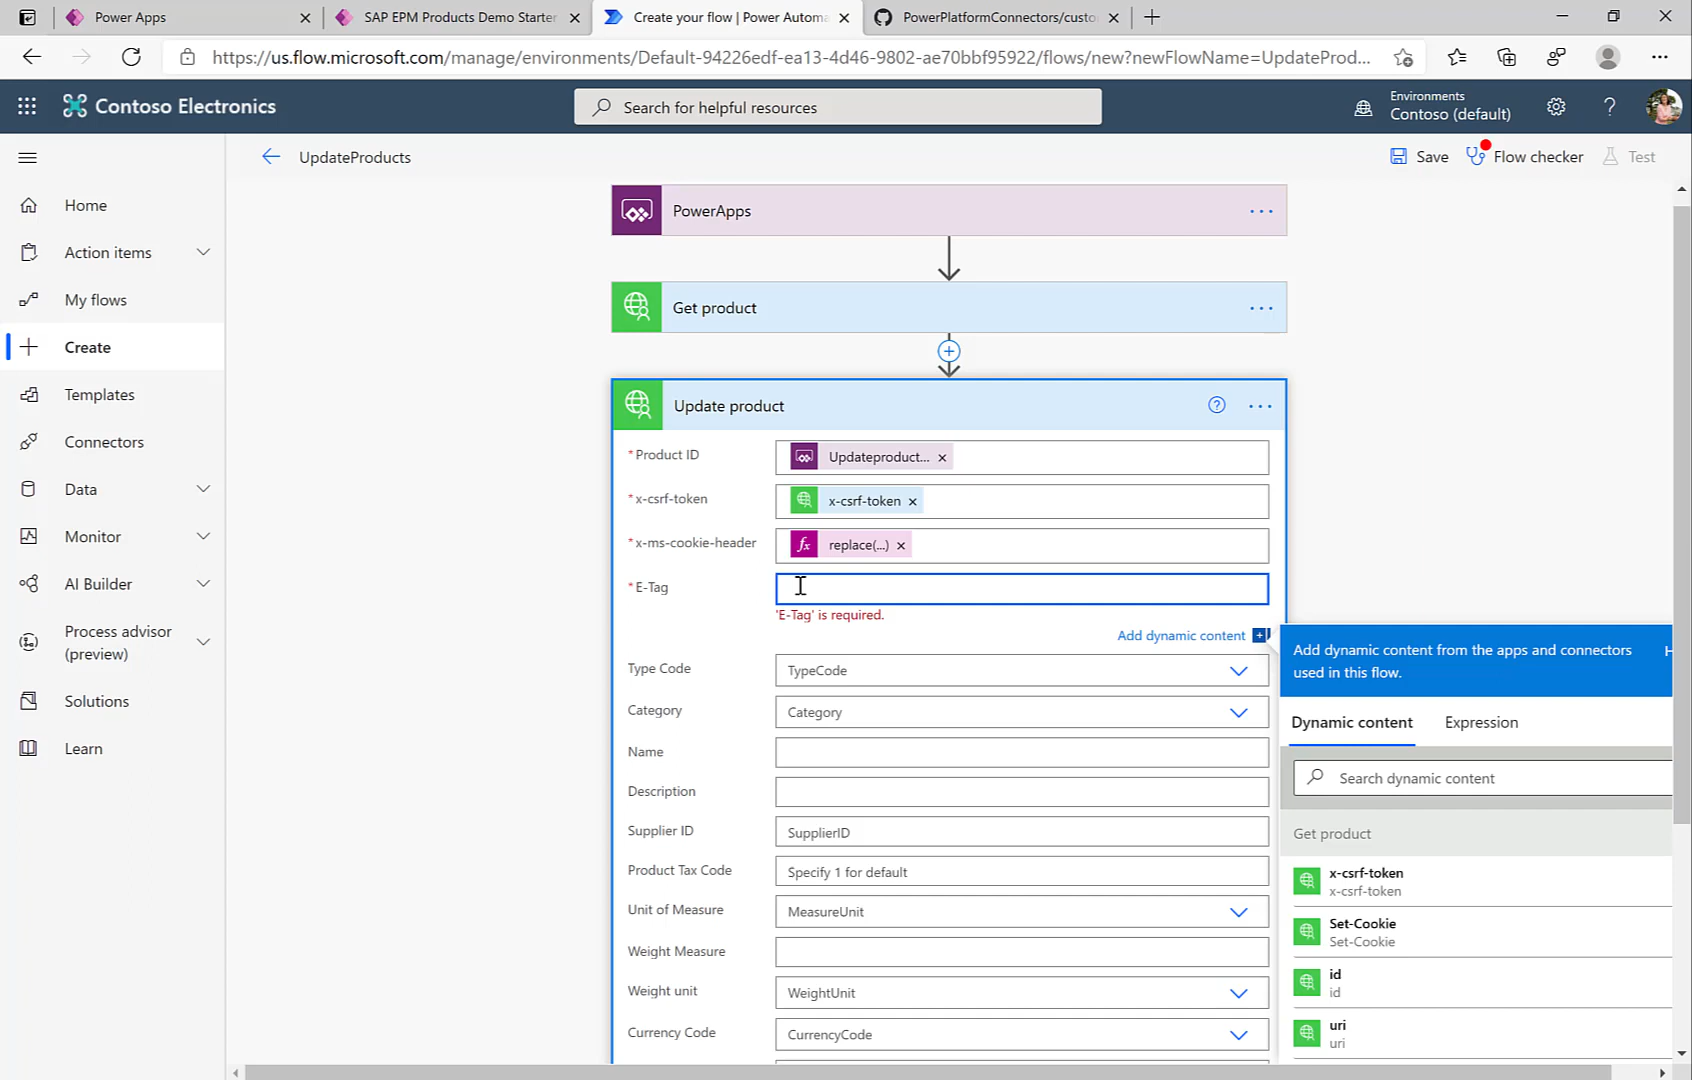 Power Apps
SAP EPM Products Demo Starter
Create your flow | Power Automa
PowerPlatformConnectors/custo
https://us.flow.microsoft.com/manage/environments/Default-94226edf-ea13-4d46-9802-ae70bbf95922/flows/new?newFlowName=UpdateProd...
Contoso Electronics
Search for helpful resources
Environments
Contoso (default)
UpdateProducts
Save
Flow checker
Test
Home
Action items
My flows
Create
Templates
Connectors
Data
Monitor
AI Builder
Process advisor
(preview)
Solutions
Learn
PowerApps
Get product
Update product
*Product ID
Updateproduct...
*x-csrf-token
x-csrf-token
*x-ms-cookie-header
fx replace(...)
*E-Tag
'E-Tag' is required.
Add dynamic content
Type Code
TypeCode
Category
Category
Name
Description
Supplier ID
SupplierID
Product Tax Code
Specify 1 for default
Unit of Measure
MeasureUnit
Weight Measure
Weight unit
WeightUnit
Currency Code
CurrencyCode
Add dynamic content from the apps and connectors
used in this flow.
H
Dynamic content
Expression
Search dynamic content
Get product
x-csrf-token
x-csrf-token
Set-Cookie
Set-Cookie
id
id
uri
uri